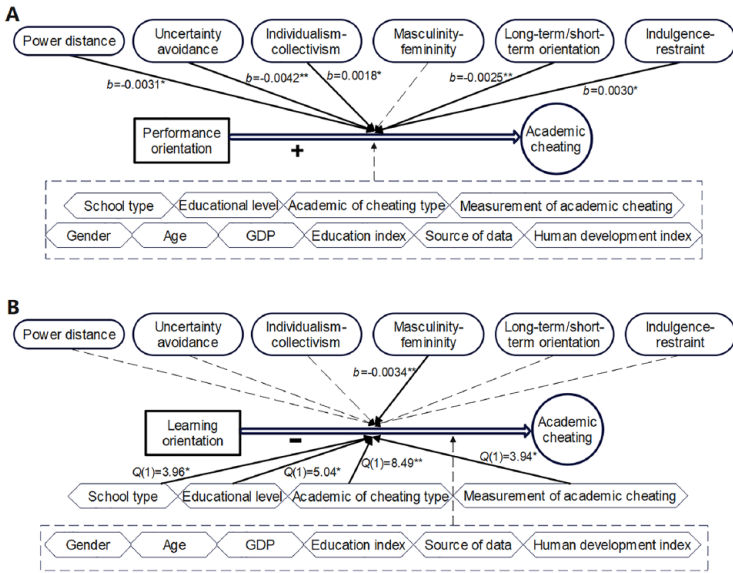 A
Power distance
Uncertainty
avoidance
Individualism-
collectivism
Masculinity-
femininity
Long-term/short-
term orientation
Indulgence-
restraint
b=-0.0031*
b=-0.0042**
b=0.0018*
b=-0.0025**
b=0.0030*
Performance
orientation
+
Academic
cheating
School type
Educational level
Academic of cheating type
Measurement of academic cheating
Gender
Age
GDP
Education index
Source of data
Human development index
B
Power distance
Uncertainty
avoidance
Individualism-
collectivism
Masculinity-
femininity
Long-term/short-
term orientation
Indulgence-
restraint
b=-0.0034**
Learning
orientation
-
Academic
cheating
Q(1)=3.96*
Q(1)=5.04*
Q(1)=8.49**
Q(1)=3.94*
School type
Educational level
Academic of cheating type
Measurement of academic cheating
Gender
Age
GDP
Education index
Source of data
Human development index